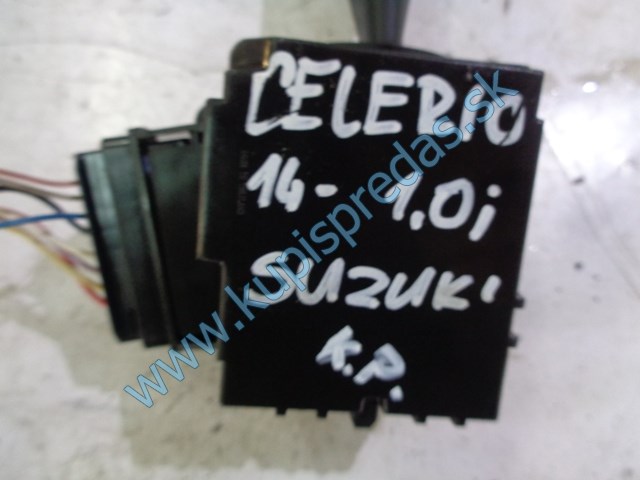 CELERIO
14- 1.0i
SUZUKI
K.P.
www.kupispredas.sk